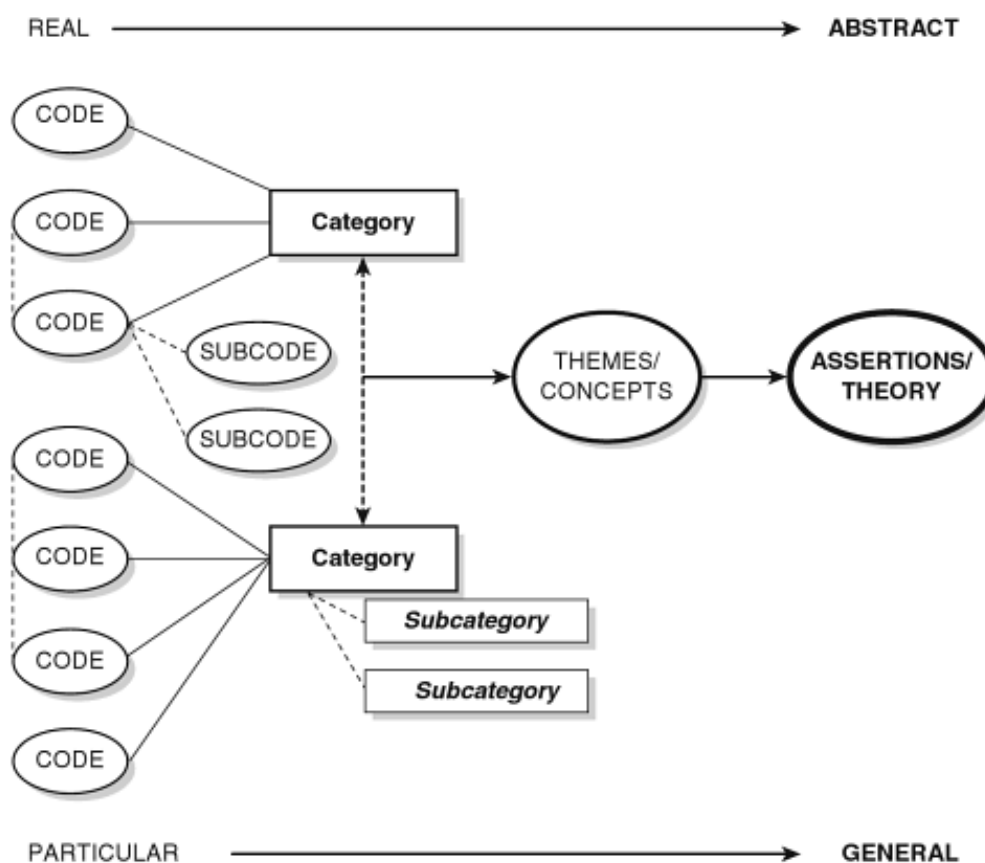 REAL
ABSTRACT
CODE
CODE
Category
CODE
SUBCODE
SUBCODE
THEMES/
CONCEPTS
ASSERTIONS/
THEORY
CODE
CODE
Category
Subcategory
CODE
Subcategory
CODE
PARTICULAR
GENERAL